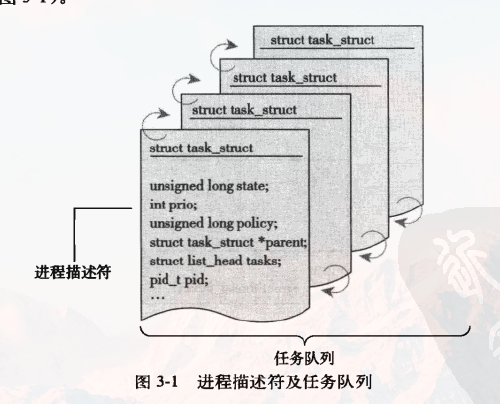 图 3-1)。
struct task_struct
struct task_struct
struct task_struct
struct task_struct
unsigned long state;
int prio;
unsigned long policy;
struct task_struct *parent;
struct list_head tasks;
pid_t pid;
…
进程描述符
任务队列
图 3-1 进程描述符及任务队列